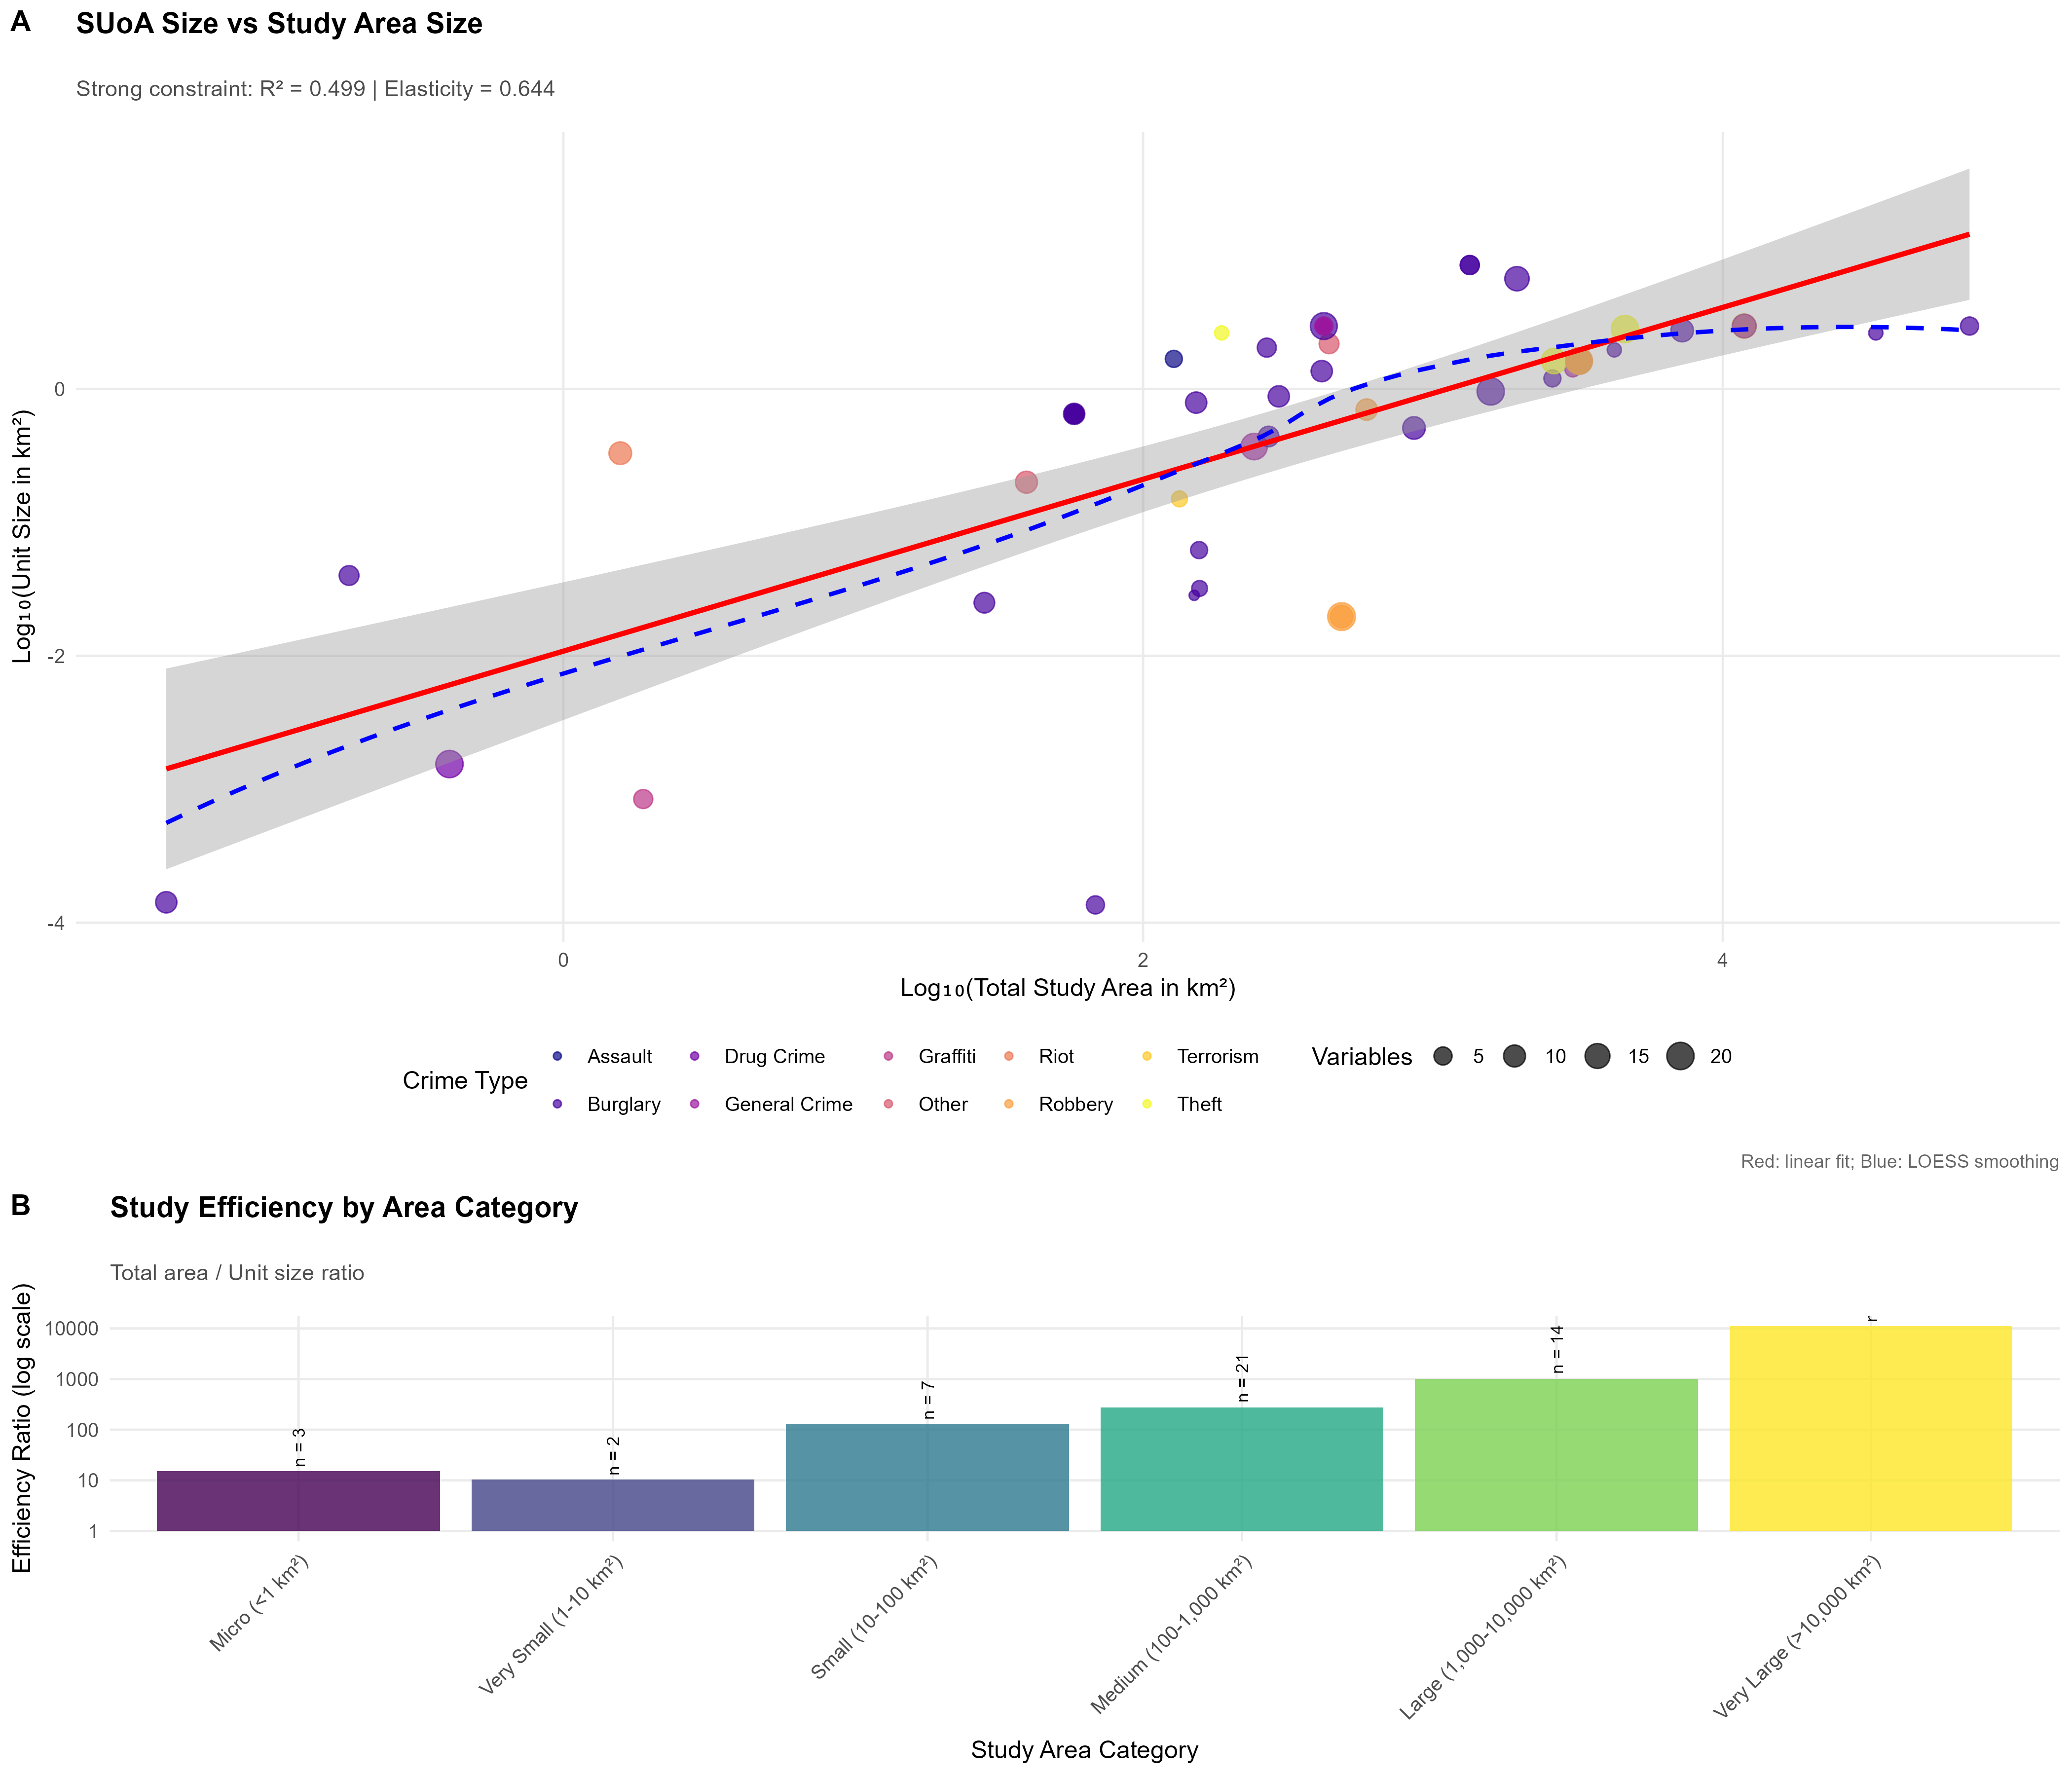 A
SUoA Size vs Study Area Size
Strong constraint: R² = 0.499 | Elasticity = 0.644
Log₁₀(Unit Size in km²)
0
-2
-4
0 2 4
Log₁₀(Total Study Area in km²)
Crime Type
Assault Drug Crime Graffiti Riot Terrorism
Burglary General Crime Other Robbery Theft
Variables 5 10 15 20
Red: linear fit; Blue: LOESS smoothing
B
Study Efficiency by Area Category
Total area / Unit size ratio
Efficiency Ratio (log scale)
10000
1000
100
10
1
n = 3
n = 2
n = 7
n = 21
n = 14
Micro (<1 km²)
Very Small (1-10 km²)
Small (10-100 km²)
Medium (100-1,000 km²)
Large (1,000-10,000 km²)
Very Large (>10,000 km²)
Study Area Category